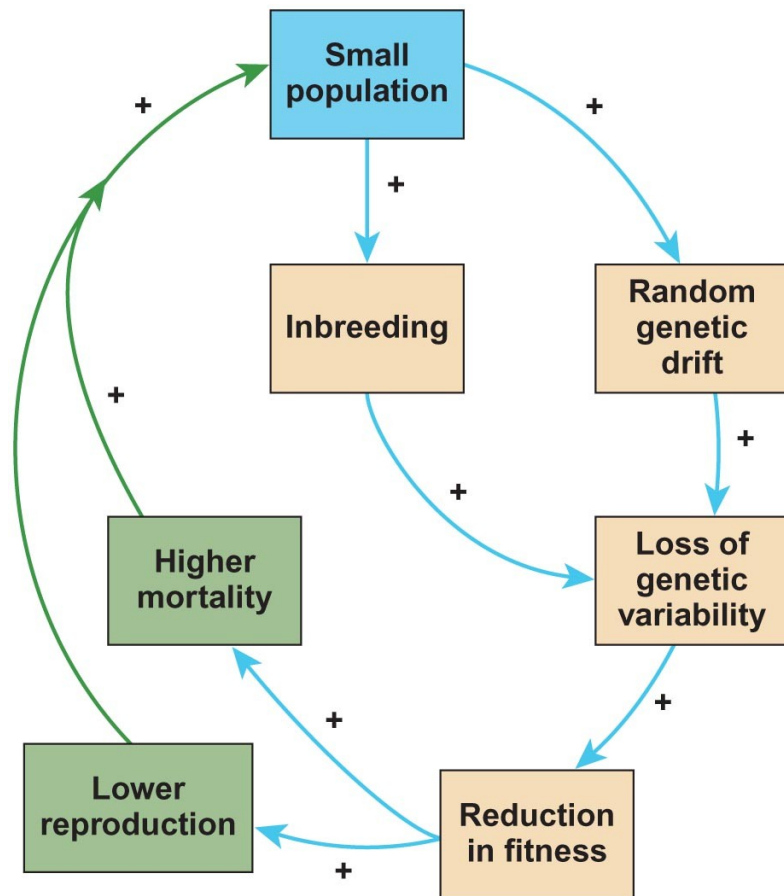 Small
population
+
+
+
Inbreeding
Random
genetic
drift
+
+
+
Higher
mortality
Loss of
genetic
variability
+
+
Lower
reproduction
Reduction
in fitness
+